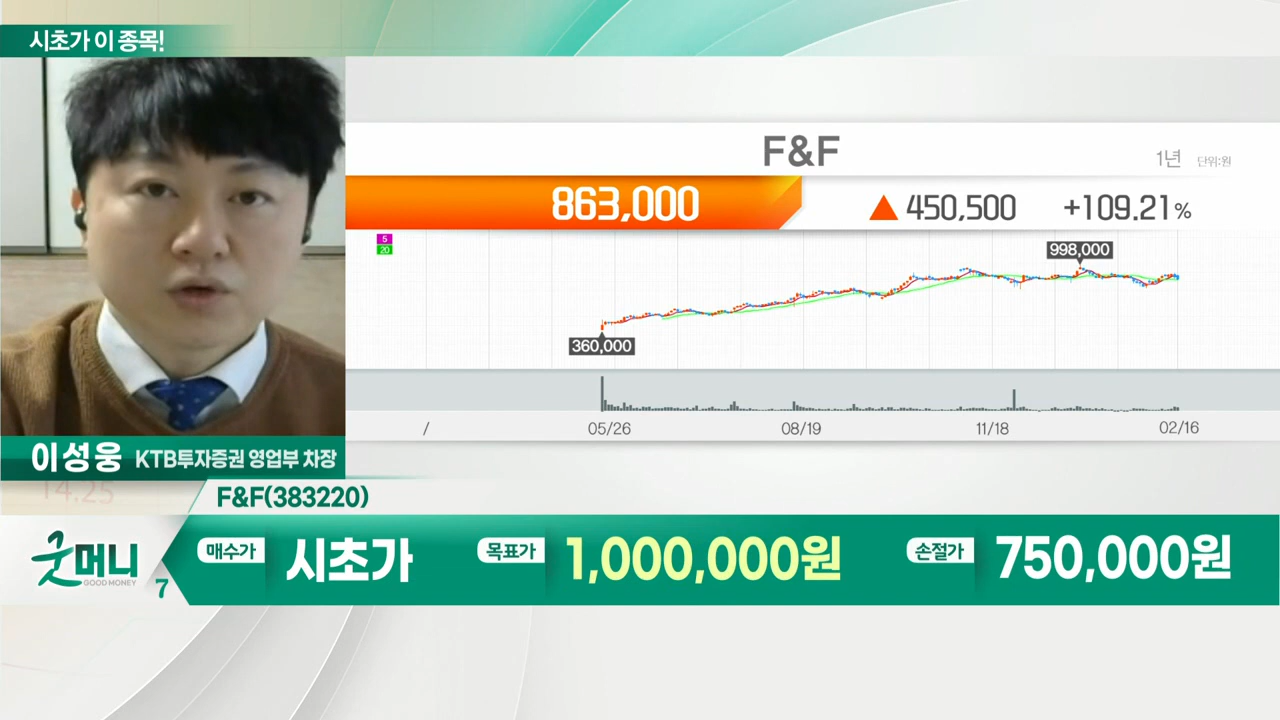 시초가 이 종목!
F&F
1년 단위:원
863,000 ▲450,500 +109.21%
5
20
998,000
360,000
/ 05/26 08/19 11/18 02/16
이성웅 KTB투자증권 영업부 차장
14.25
F&F(383220)
굿머니
GOOD MONEY
7
매수가 시초가 목표가 1,000,000원 손절가 750,000원